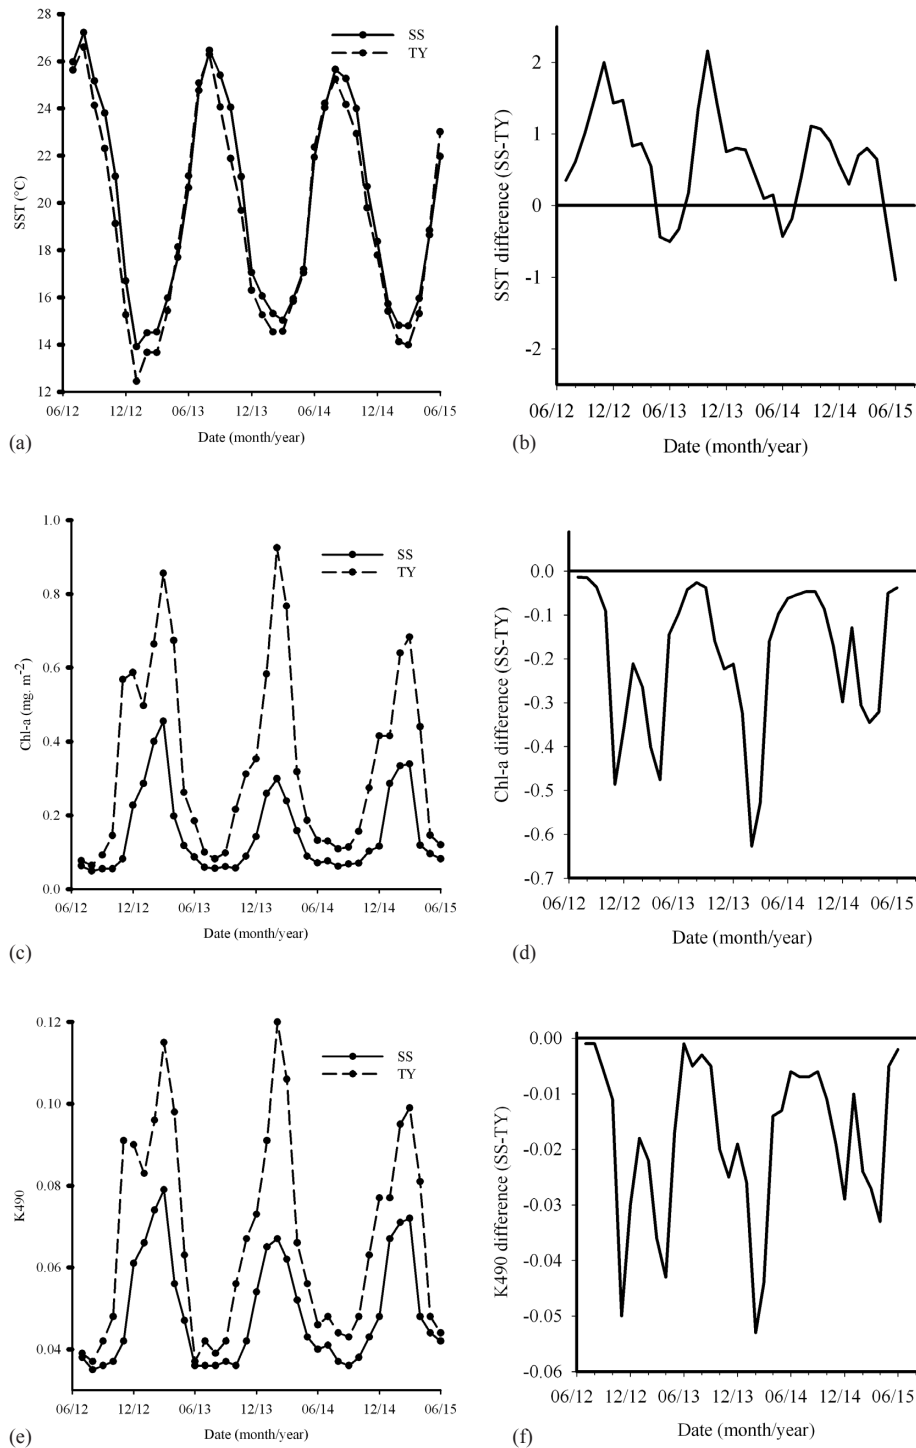 28
26
24
22
20
18
16
14
12
SST (°C)
SS
TY
06/12 12/12 06/13 12/13 06/14 12/14 06/15
Date (month/year)
(a)
2
1
0
-1
-2
SST difference (SS-TY)
06/12 12/12 06/13 12/13 06/14 12/14 06/15
Date (month/year)
(b)
1.0
0.8
0.6
0.4
0.2
0.0
Chl-a (mg. m-2)
SS
TY
06/12 12/12 06/13 12/13 06/14 12/14 06/15
Date (month/year)
(c)
0.0
-0.1
-0.2
-0.3
-0.4
-0.5
-0.6
-0.7
Chl-a difference (SS-TY)
06/12 12/12 06/13 12/13 06/14 12/14 06/15
Date (month/year)
(d)
0.12
0.10
0.08
0.06
0.04
K490
SS
TY
06/12 12/12 06/13 12/13 06/14 12/14 06/15
Date (month/year)
(e)
0.00
-0.01
-0.02
-0.03
-0.04
-0.05
-0.06
K490 difference (SS-TY)
06/12 12/12 06/13 12/13 06/14 12/14 06/15
Date (month/year)
(f)